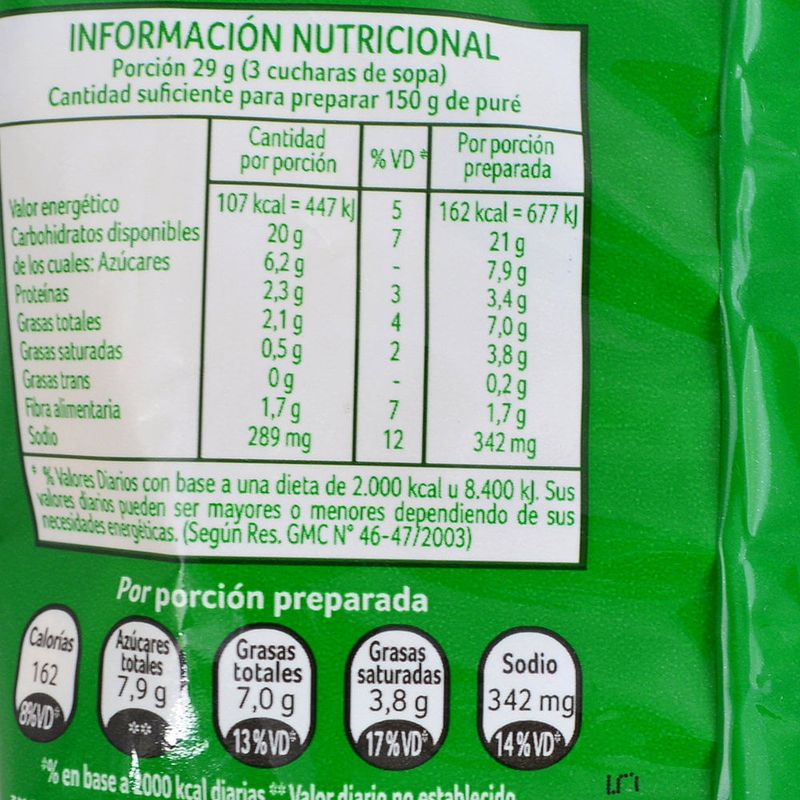 INFORMACIÓN NUTRICIONAL
Porción 29 g (3 cucharas de sopa)
Cantidad suficiente para preparar 150 g de puré
Cantidad por porción % VD * Por porción preparada
Valor energético 107 kcal = 447 kJ 5 162 kcal = 677 kJ
Carbohidratos disponibles 20 g 7 21 g
de los cuales: Azúcares 6,2 g - 7,9 g
Proteínas 2,3 g 3 3,4 g
Grasas totales 2,1 g 4 7,0 g
Grasas saturadas 0,5 g 2 3,8 g
Grasas trans 0 g - 0,2 g
Fibra alimentaria 1,7 g 7 1,7 g
Sodio 289 mg 12 342 mg
* % Valores Diarios con base a una dieta de 2.000 kcal u 8.400 kJ. Sus
valores diarios pueden ser mayores o menores dependiendo de sus
necesidades energéticas. (Según Res. GMC N° 46-47/2003)
Por porción preparada
Calorías 162 8%VD*
Azúcares totales 7,9 g **
Grasas totales 7,0 g 13%VD*
Grasas saturadas 3,8 g 17%VD*
Sodio 342 mg 14%VD*
*% en base a 2000 kcal diarias ** Valor diario no establecido